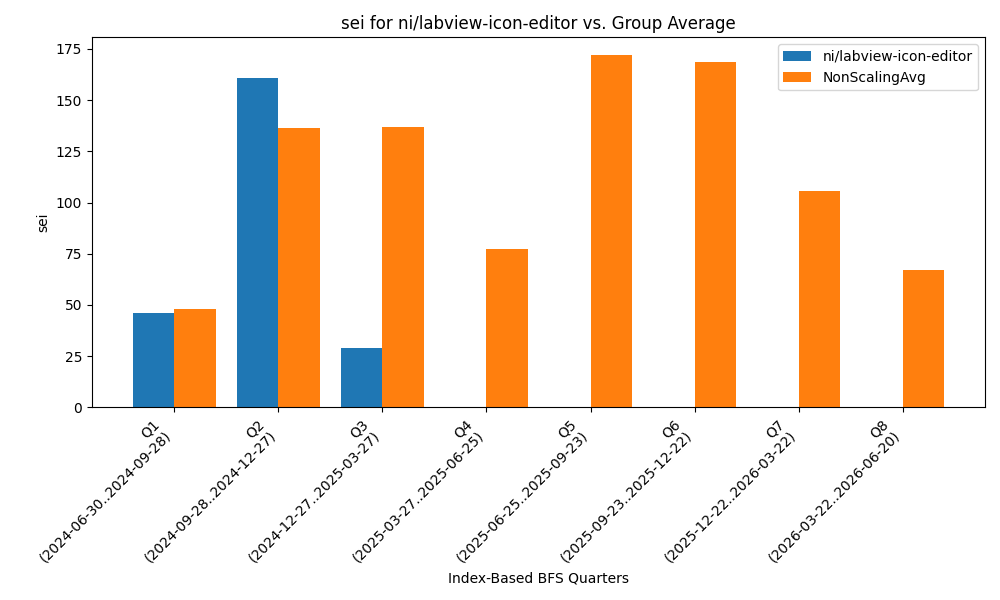 sei for ni/labview-icon-editor vs. Group Average
ni/labview-icon-editor
NonScalingAvg
sei
175
150
125
100
75
50
25
0
Q1
(2024-06-30..2024-09-28)
Q2
(2024-09-28..2024-12-27)
Q3
(2024-12-27..2025-03-27)
Q4
(2025-03-27..2025-06-25)
Q5
(2025-06-25..2025-09-23)
Q6
(2025-09-23..2025-12-22)
Q7
(2025-12-22..2026-03-22)
Q8
(2026-03-22..2026-06-20)
Index-Based BFS Quarters